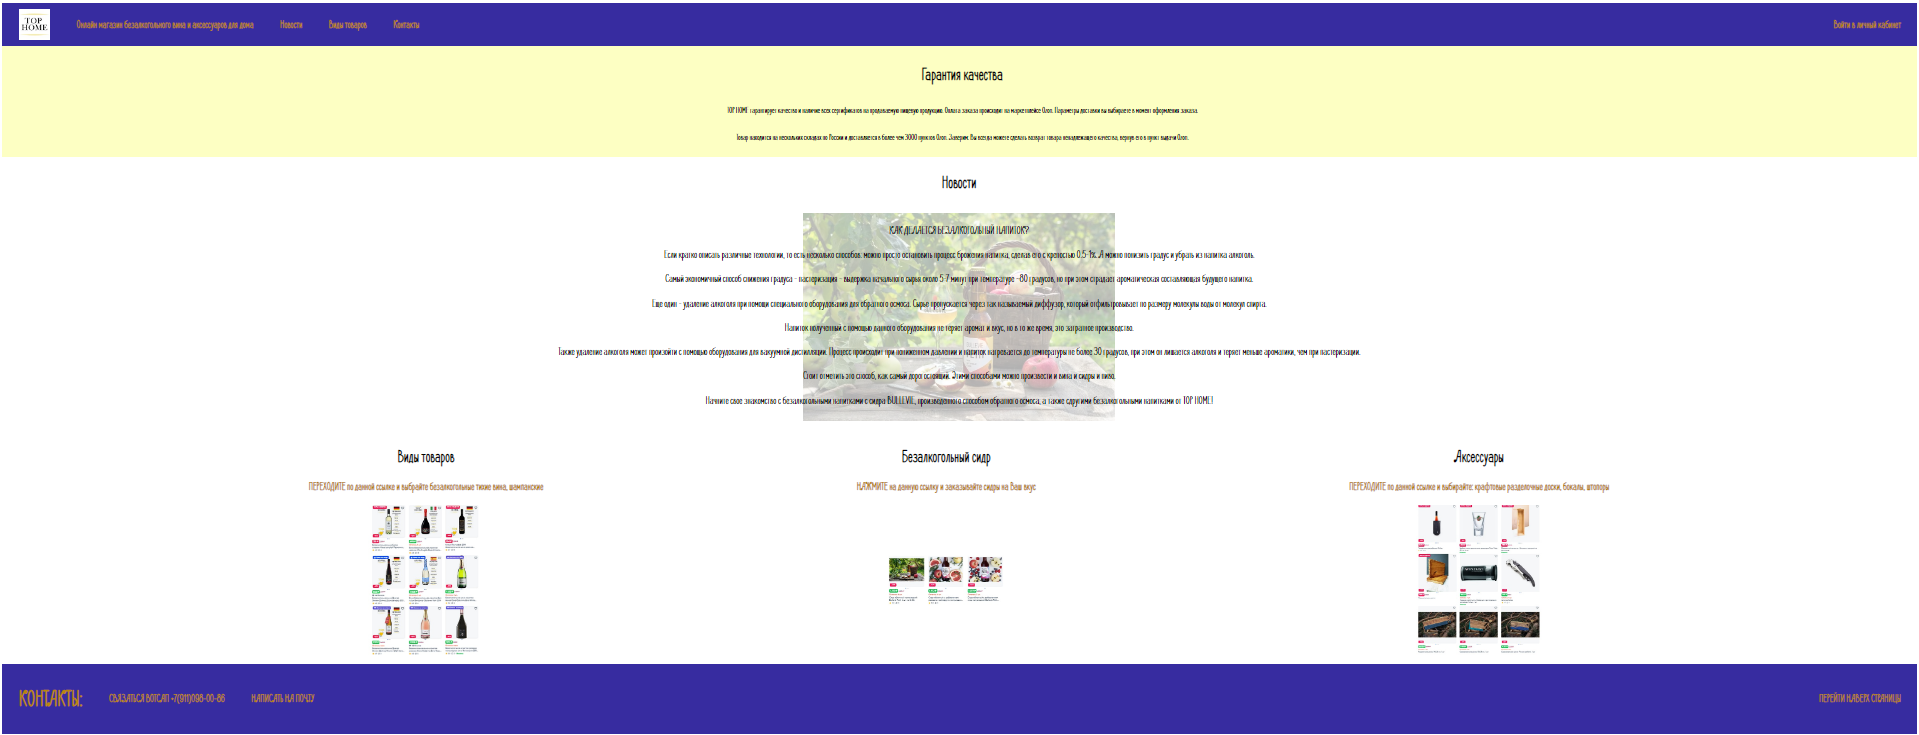 TOP
HOME
Онлайн магазин безалкогольного вина и аксессуаров для дома
Новости
Виды товаров
Контакты
Войти в личный кабинет
Гарантия качества
TOP HOME гарантирует качество и наличие всех сертификатов на продаваемую пищевую продукцию. Оплата заказа происходит на маркетплейсе Озон. Параметры доставки вы выбираете в момент оформления заказа.
Товар находится на нескольких складах по России и доставляется в более чем 3000 пунктов Озон. Заверим: Вы всегда можете сделать возврат товара ненадлежащего качества, вернув его в пункт выдачи Озон.
Новости
КАК ДЕЛАЕТСЯ БЕЗАЛКОГОЛЬНЫЙ НАПИТОК?
Если кратко описать различные технологии, то есть несколько способов: можно просто остановить процесс брожения напитка, сделав его с крепостью 0,5-1%. А можно понизить градус и убрать из напитка алкоголь.
Самый экономичный способ снижения градуса - пастеризация - выдержка начального сырья около 5-7 минут при температуре ~80 градусов, но при этом страдает ароматическая составляющая будущего напитка.
Еще один - удаление алкоголя при помощи специального оборудования для обратного осмоса. Сырье пропускается через так называемый диффузор, который отфильтровывает по размеру молекулы воды от молекул спирта.
Напиток полученный с помощью данного оборудования не теряет аромат и вкус, но в то же время, это затратное производство.
Также удаление алкоголя может произойти с помощью оборудования для вакуумной дистилляции. Процесс происходит при пониженном давлении и напиток нагревается до температуры не более 30 градусов, при этом он лишается алкоголя и теряет меньше ароматики, чем при пастеризации.
Стоит отметить это способ, как самый дорогостоящий. Этими способами можно произвести и вина и сидры и пиво.
Начните свое знакомство с безалкогольными напитками с сидра BULLEVIE, произведенного способом обратного осмоса, а также с другими безалкогольными напитками от TOP HOME!
Виды товаров
Безалкогольный сидр
Аксессуары
ПЕРЕХОДИТЕ по данной ссылке и выбрайте безалкогольные тихие вина, шампанские
НАЖМИТЕ на данную ссылку и заказывайте сидры на Ваш вкус
ПЕРЕХОДИТЕ по данной ссылке и выбирайте: крафтовые разделочные доски, бокалы, штопоры
КОНТАКТЫ:
СВЯЗАТЬСЯ ВОТСАП +7(911)098-00-86
НАПИСАТЬ НА ПОЧТУ
ПЕРЕЙТИ НАВЕРХ СТРАНИЦЫ